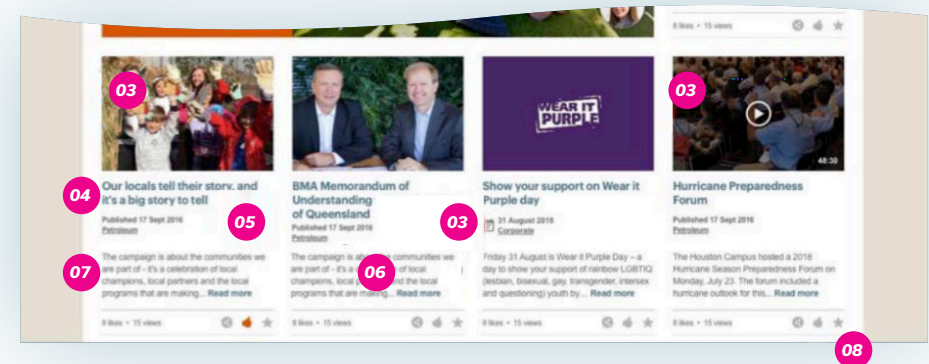 8 likes • 15 views
03
03
WEAR IT
PURPLE
48:30
04
Our locals tell their story. and
it's a big story to tell
Published 17 Sept 2016
Petroleum
05
07
The campaign is about the communities we
are part of - it's a celebration of local
champions, local partners and the local
programs that are making... Read more
8 likes • 15 views
BMA Memorandum of
Understanding
of Queensland
Published 17 Sept 2016
Petroleum
03
The campaign is the communities we
are part of - it's a of local
06
champions, local and the local
programs that are making... Read more
8 likes • 15 views
Show your support on Wear it
Purple day
31 August 2018
Corporate
Friday 31 August is Wear it Purple Day – a
day to show your support of rainbow LGBTIQ
(lesbian, bisexual, gay, transgender, intersex
and questioning) youth by.... Read more
8 likes • 15 views
Hurricane Preparedness
Forum
Published 17 Sept 2016
Petroleum
The Houston Campus hosted a 2018
Hurricane Season Preparedness Forum on
Monday, July 23. The forum included a
hurricane outlook for this... Read more
8 likes • 15 views
08